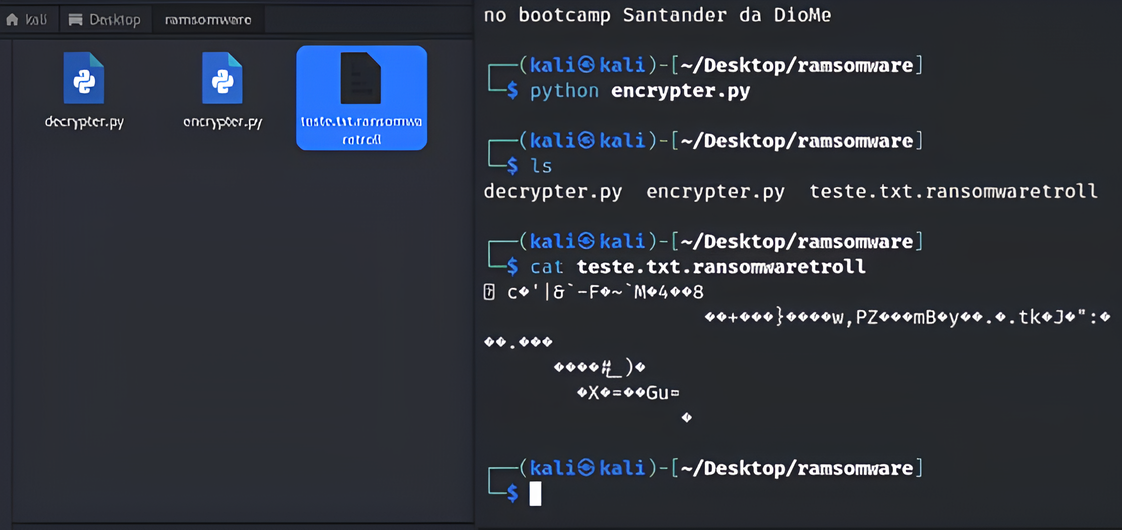 kali Desktop ramsomware
decrypter.py encrypter.py teste.txt.ransomwa
retroll
no bootcamp Santander da DioMe
┌──(kali㉿kali)-[~/Desktop/ramsomware]
└─$ python encrypter.py
┌──(kali㉿kali)-[~/Desktop/ramsomware]
└─$ ls
decrypter.py encrypter.py teste.txt.ransomwaretroll
┌──(kali㉿kali)-[~/Desktop/ramsomware]
└─$ cat teste.txt.ransomwaretroll
c�'|&`-F�~`M�4��8
��+���}����w,PZ���mB�y��.�.tk�J�":�
��.���
����#_)�
�X�=��Gu¤
�
┌──(kali㉿kali)-[~/Desktop/ramsomware]
└─$